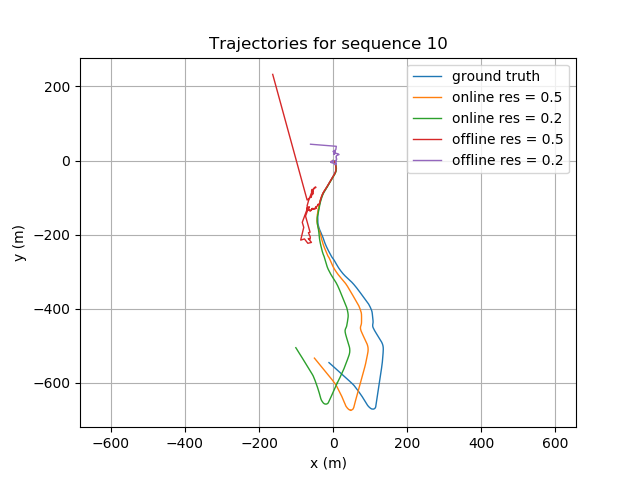 Trajectories for sequence 10
ground truth
online res = 0.5
online res = 0.2
offline res = 0.5
offline res = 0.2
200
0
−200
−400
−600
y (m)
−600
−400
−200
0
200
400
600
x (m)